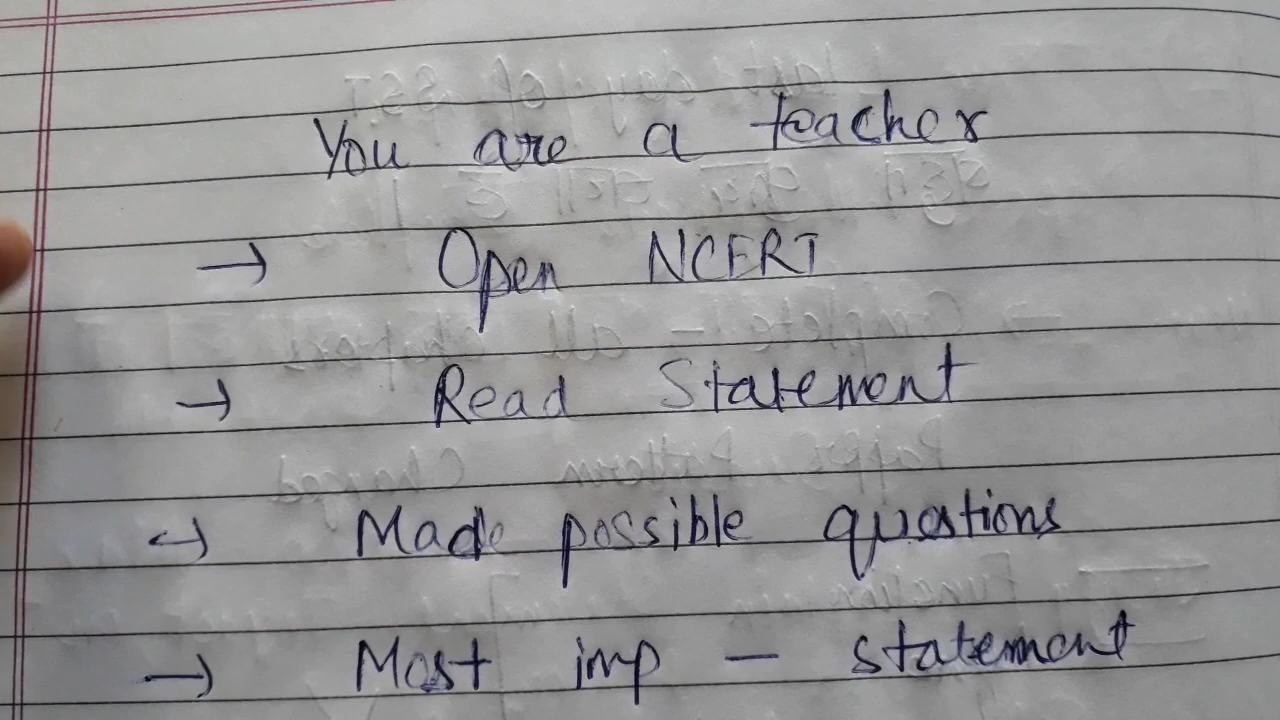 You are a teacher
→ Open NCERT
→ Read Statement
→ Made possible questions
→ Most imp - statement